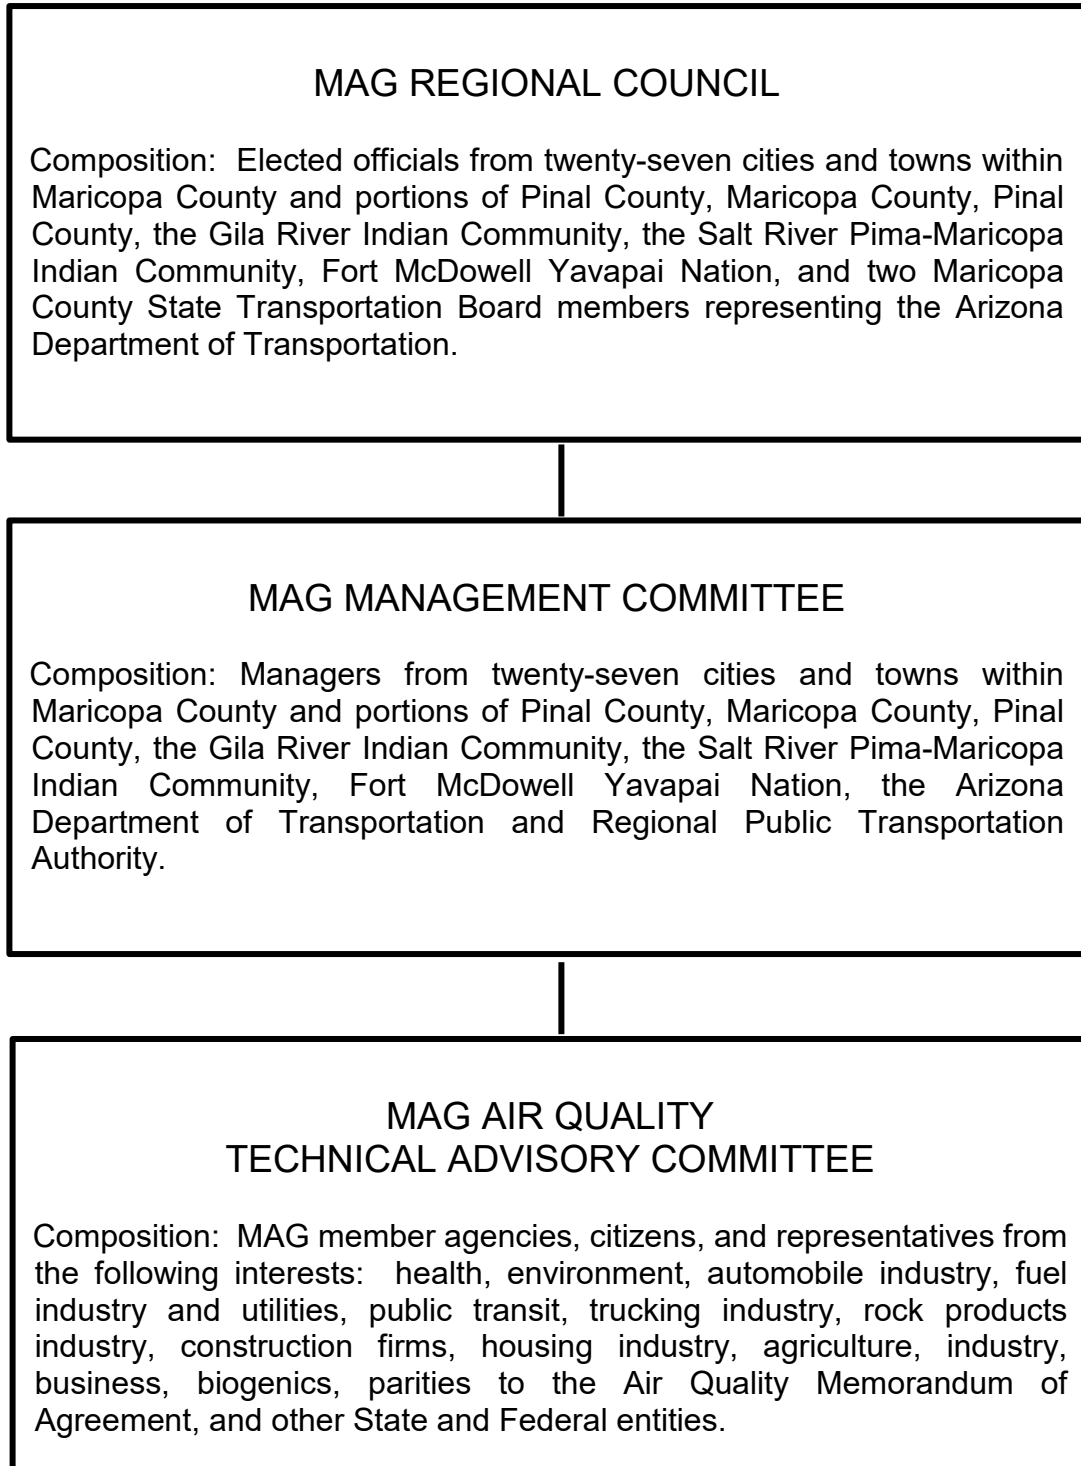 MAG REGIONAL COUNCIL
Composition: Elected officials from twenty-seven cities and towns within
Maricopa County and portions of Pinal County, Maricopa County, Pinal
County, the Gila River Indian Community, the Salt River Pima-Maricopa
Indian Community, Fort McDowell Yavapai Nation, and two Maricopa
County State Transportation Board members representing the Arizona
Department of Transportation.
MAG MANAGEMENT COMMITTEE
Composition: Managers from twenty-seven cities and towns within
Maricopa County and portions of Pinal County, Maricopa County, Pinal
County, the Gila River Indian Community, the Salt River Pima-Maricopa
Indian Community, Fort McDowell Yavapai Nation, the Arizona
Department of Transportation and Regional Public Transportation
Authority.
MAG AIR QUALITY
TECHNICAL ADVISORY COMMITTEE
Composition: MAG member agencies, citizens, and representatives from
the following interests: health, environment, automobile industry, fuel
industry and utilities, public transit, trucking industry, rock products
industry, construction firms, housing industry, agriculture, industry,
business, biogenics, parities to the Air Quality Memorandum of
Agreement, and other State and Federal entities.